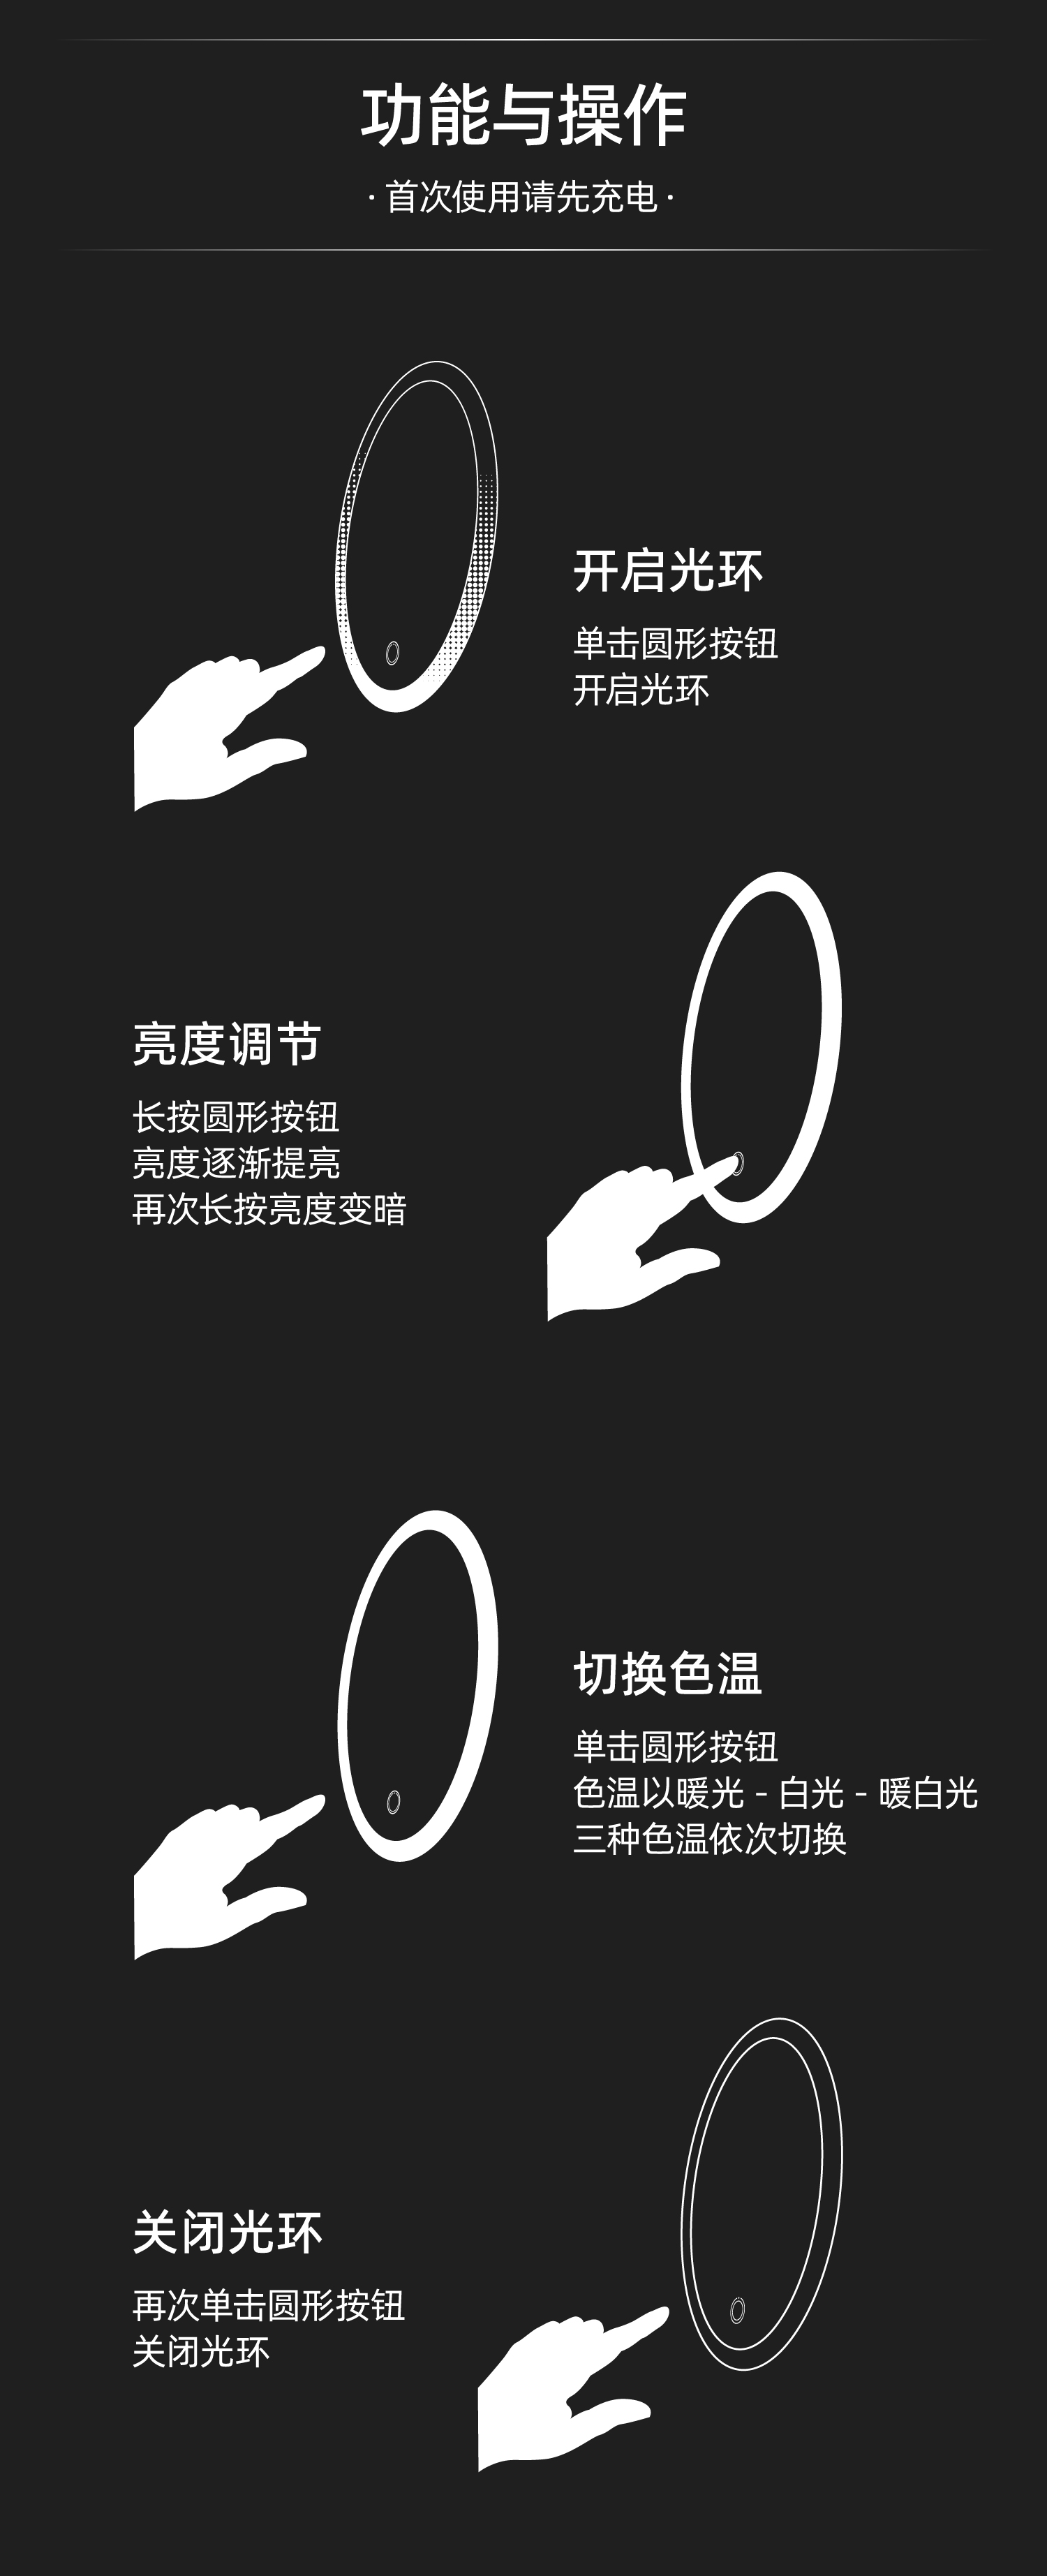 功能与操作
· 首次使用请先充电 ·
开启光环
单击圆形按钮
开启光环
亮度调节
长按圆形按钮
亮度逐渐提亮
再次长按亮度变暗
切换色温
单击圆形按钮
色温以暖光 - 白光 - 暖白光
三种色温依次切换
关闭光环
再次单击圆形按钮
关闭光环